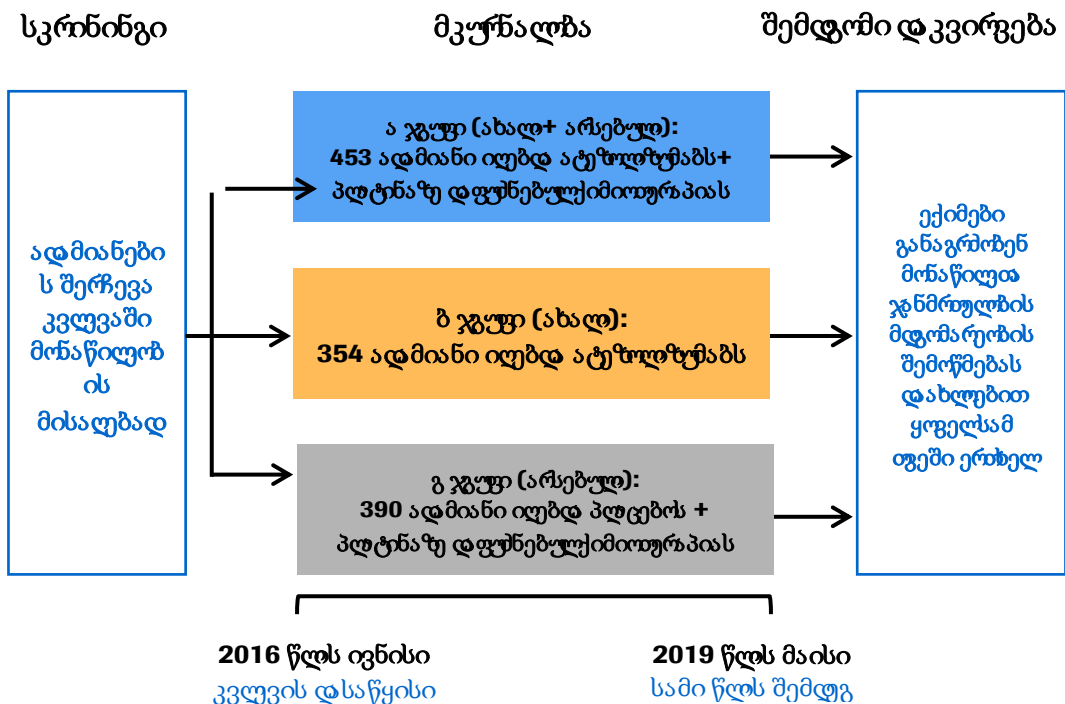 სკრინინგი
მკურნალობა
შემდგომი დაკვირვება
ადამიანები
ს შერჩევა
კვლევაში
მონაწილეობ
ის
მისაღებად
ა ჯგუფი (ახალი+ არსებული):
453 ადამიანი იღებდა ატეზოლიზუმაბს+
პლატინაზე დაფუძნებულ ქიმიოთერაპიას
ბ ჯგუფი (ახალი):
354 ადამიანი იღებდა ატეზოლიზუმაბს
გ ჯგუფი (არსებული):
390 ადამიანი იღებდა პლაცებოს +
პლატინაზე დაფუძნებულ ქიმიოთერაპიას
ექიმები
განაგრძობენ
მონაწილეთა
ჯანმრთელობის
მდგომარეობის
შემოწმებას
დაახლოებით
ყოველ სამ
თვეში ერთხელ
2016 წლის ივნისი
კვლევის დასაწყისი
2019 წლის მაისი
სამი წლის შემდეგ